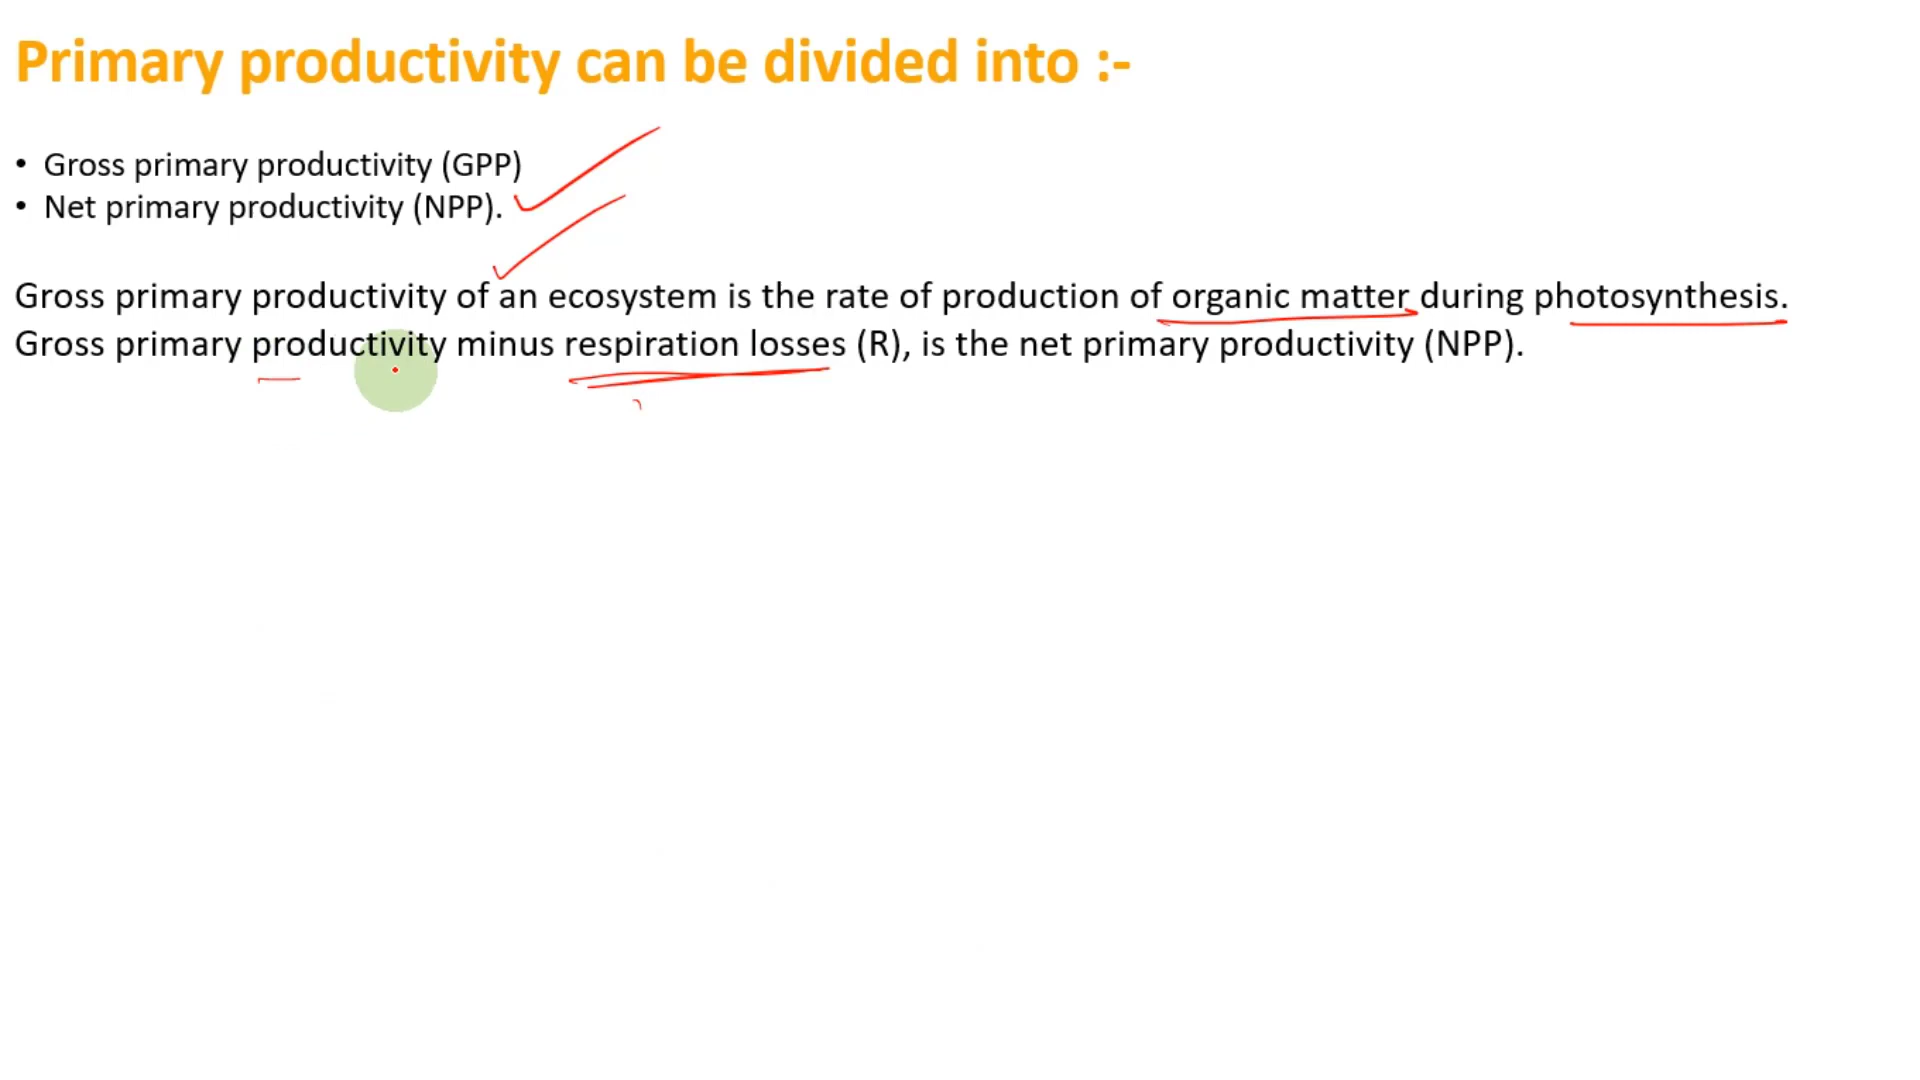 Primary productivity can be divided into :-
• Gross primary productivity (GPP)
• Net primary productivity (NPP).
Gross primary productivity of an ecosystem is the rate of production of organic matter during photosynthesis.
Gross primary productivity minus respiration losses (R), is the net primary productivity (NPP).